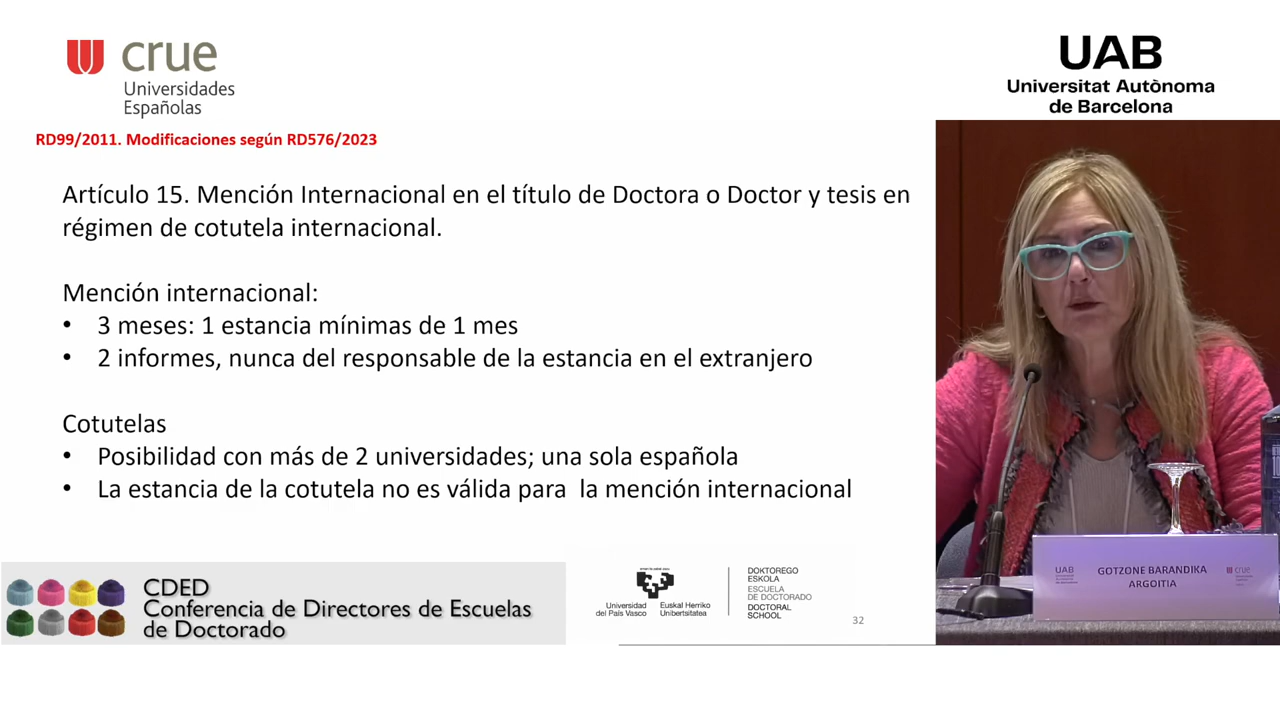 crue
Universidades
Españolas
UAB
Universitat Autònoma
de Barcelona
RD99/2011. Modificaciones según RD576/2023
Artículo 15. Mención Internacional en el título de Doctora o Doctor y tesis en
régimen de cotutela internacional.
Mención internacional:
• 3 meses: 1 estancia mínimas de 1 mes
• 2 informes, nunca del responsable de la estancia en el extranjero
Cotutelas
• Posibilidad con más de 2 universidades; una sola española
• La estancia de la cotutela no es válida para  la mención internacional
CDED
Conferencia de Directores de Escuelas
de Doctorado
Universidad
del País Vasco
Euskal Herriko
Unibertsitatea
DOKTOREGO
ESKOLA
ESCUELA
DE DOCTORADO
DOCTORAL
SCHOOL
32
UAB
crue
GOTZONE BARANDIKA
ARGOITIA